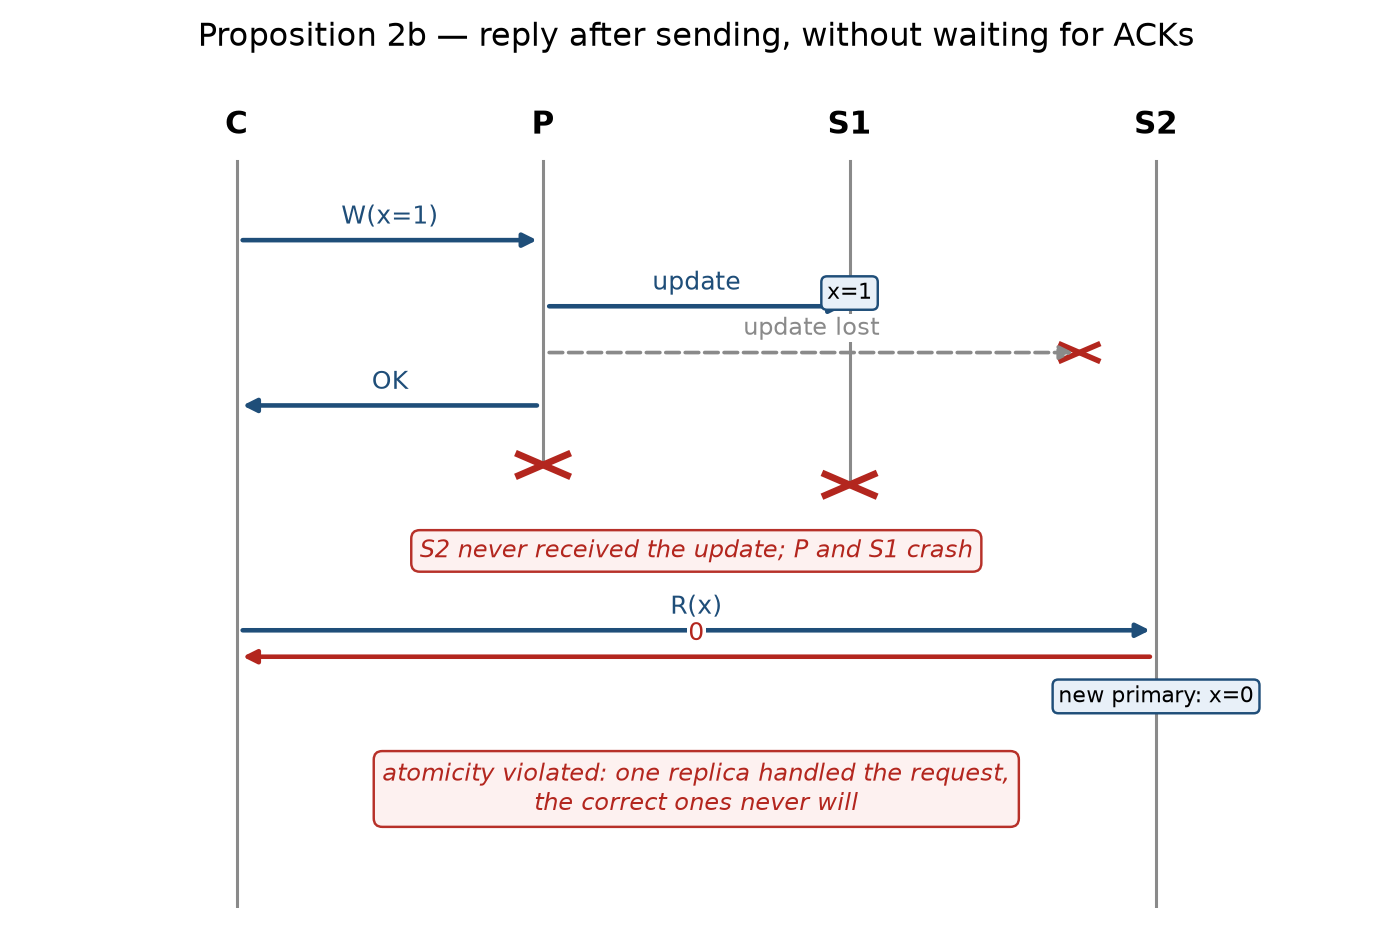 Proposition 2b — reply after sending, without waiting for ACKs
C
P
S1
S2
W(x=1)
update
x=1
update lost
OK
S2 never received the update; P and S1 crash
R(x)
0
new primary: x=0
atomicity violated: one replica handled the request,
the correct ones never will